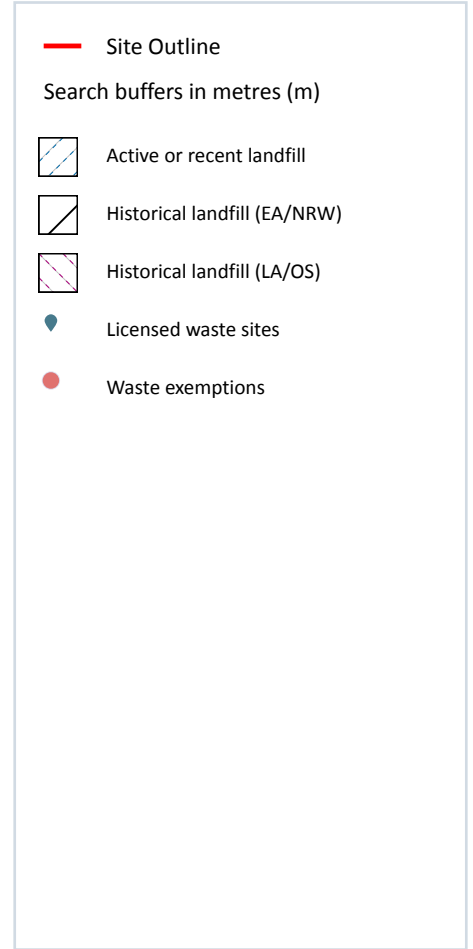 Site Outline
Search buffers in metres (m)
Active or recent landfill
Historical landfill (EA/NRW)
Historical landfill (LA/OS)
Licensed waste sites
Waste exemptions